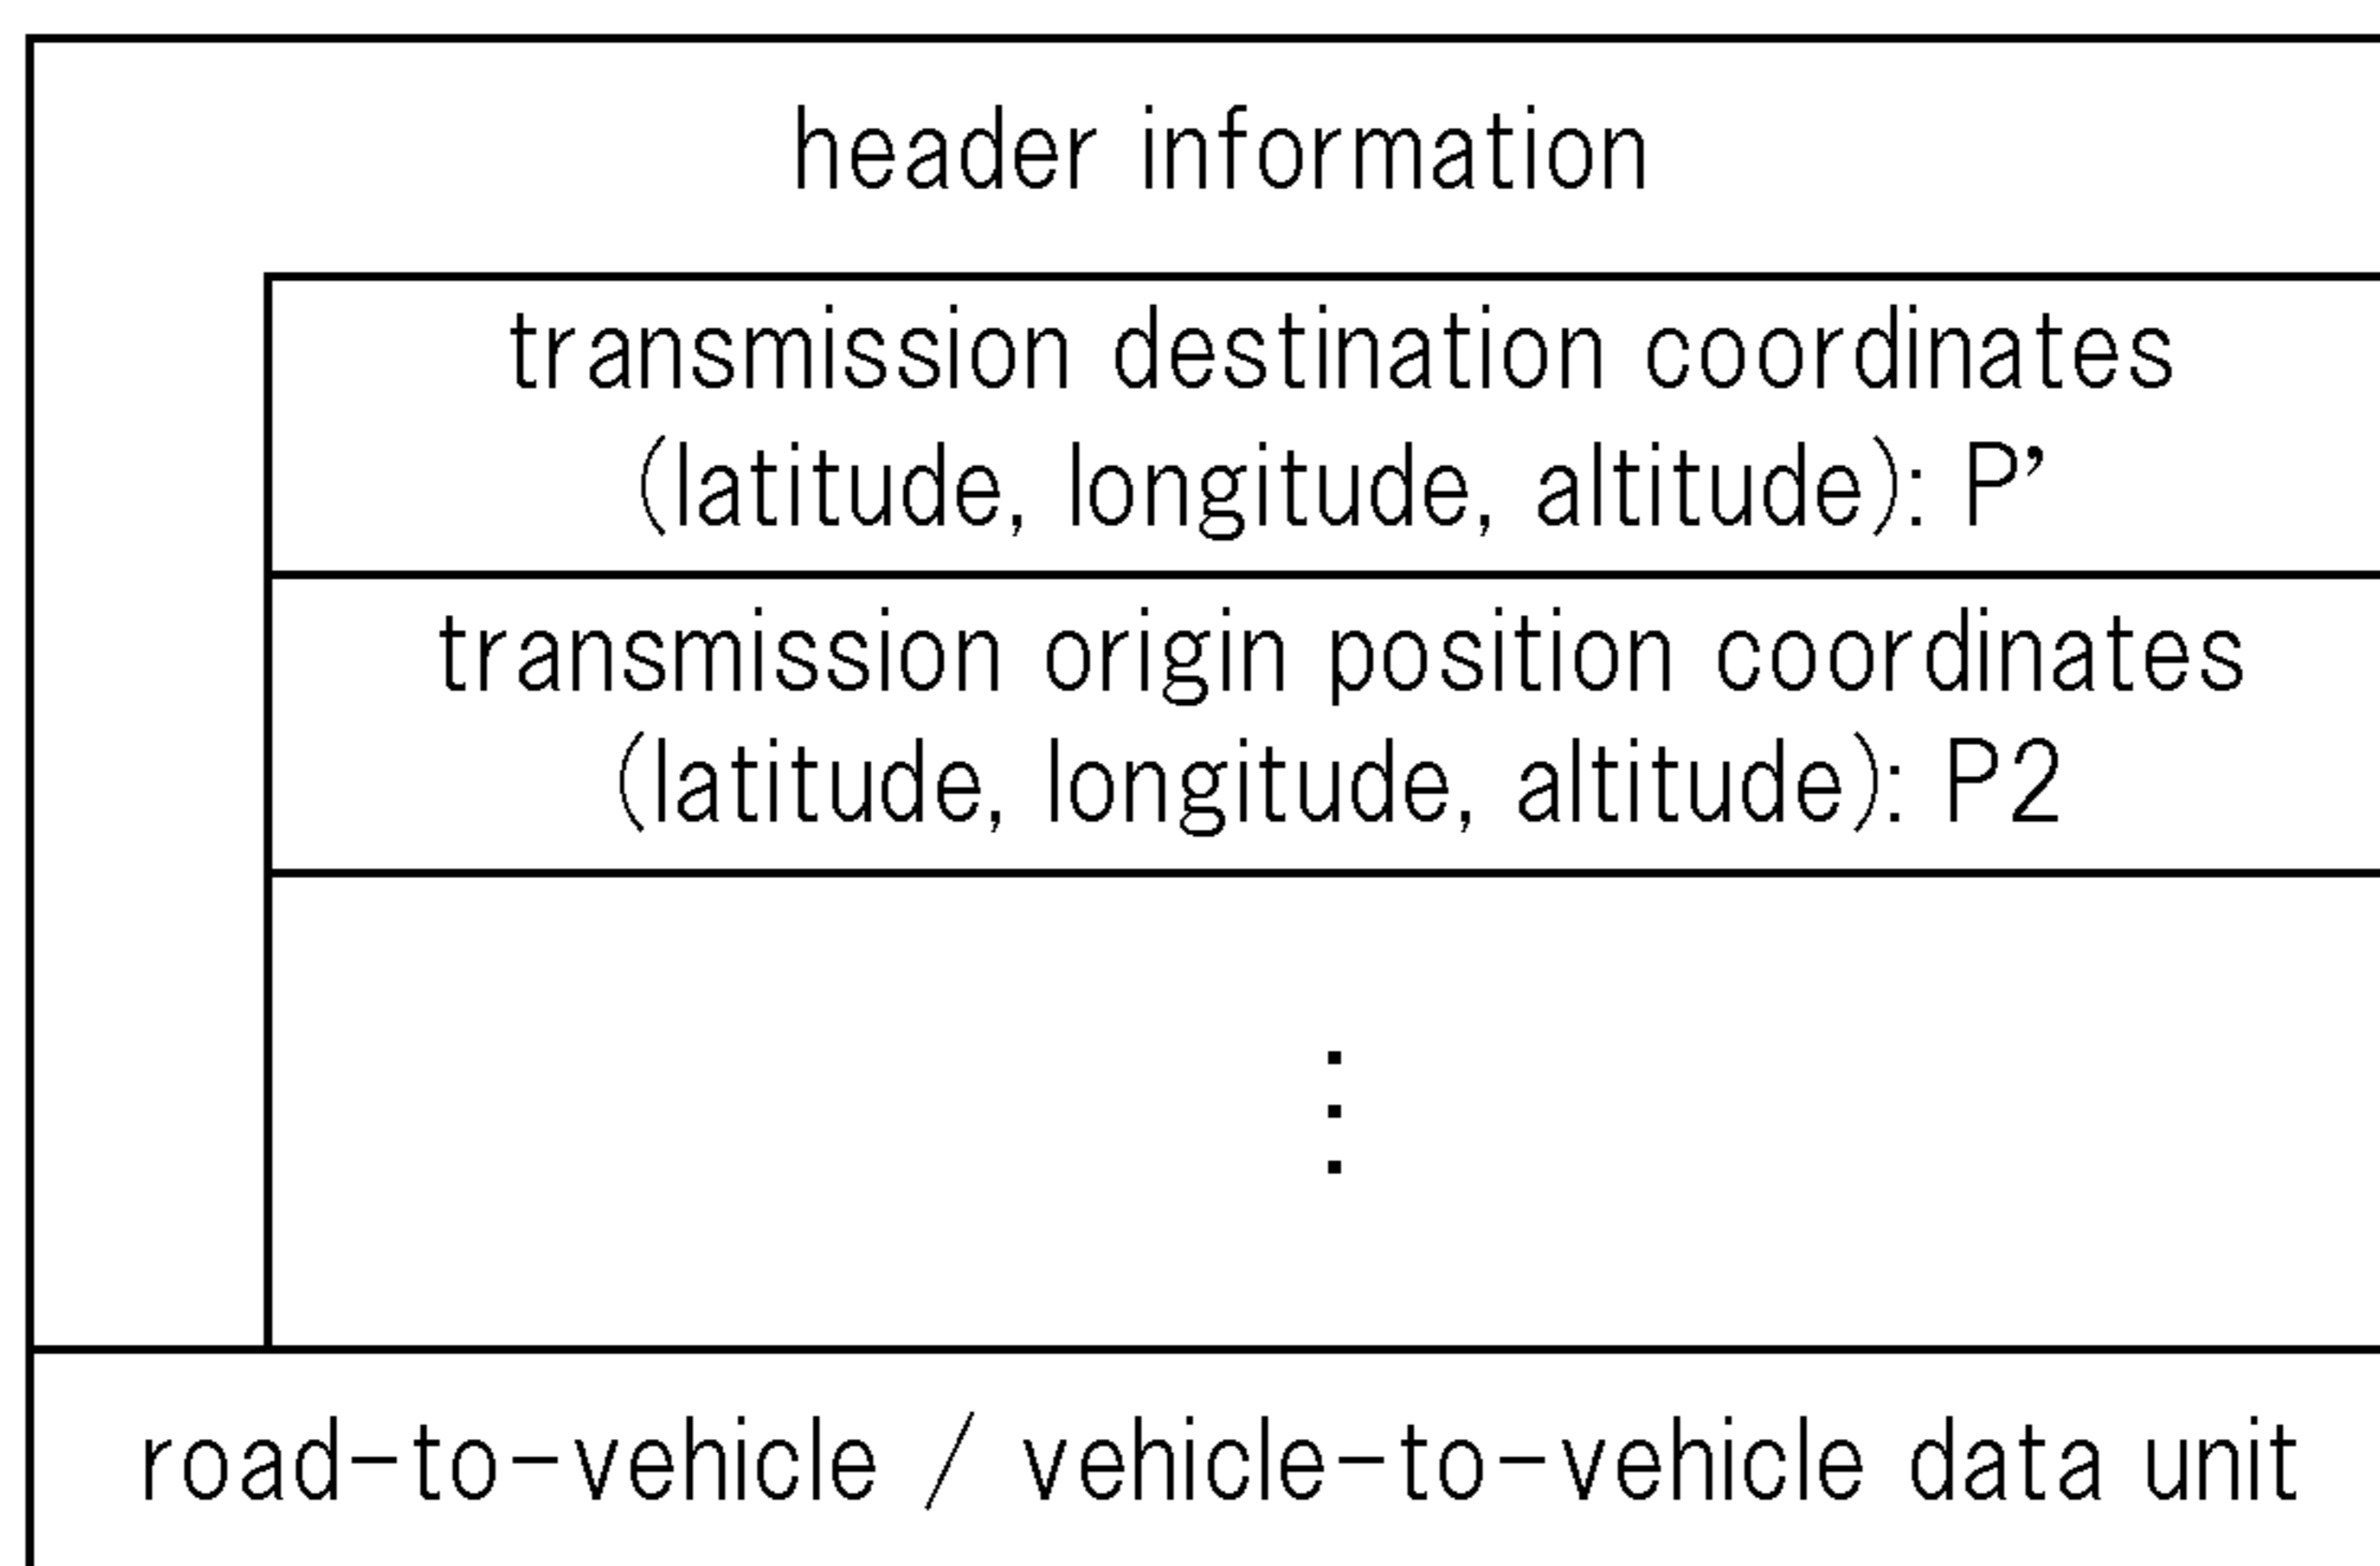 header information
transmission destination coordinates
(latitude, longitude, altitude): P’
transmission origin position coordinates
(latitude, longitude, altitude): P2
road-to-vehicle / vehicle-to-vehicle data unit